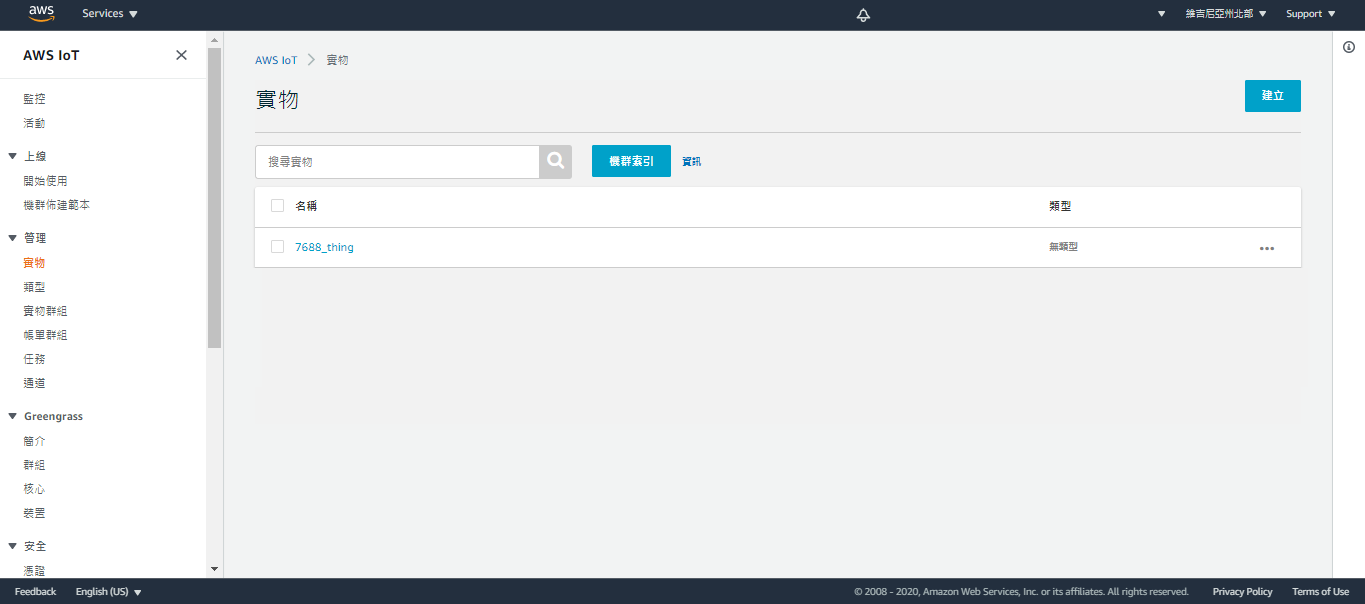 aws
Services
維吉尼亞州北部
Support
AWS IoT
監控
活動
上線
開始使用
機群佈建範本
管理
實物
類型
實物群組
帳單群組
任務
通道
Greengrass
簡介
群組
核心
裝置
安全
憑證
AWS IoT
實物
實物
建立
搜尋實物
機群索引
資訊
名稱
類型
7688_thing
無類型
Feedback
English (US)
© 2008 - 2020, Amazon Web Services, Inc. or its affiliates. All rights reserved.
Privacy Policy
Terms of Use